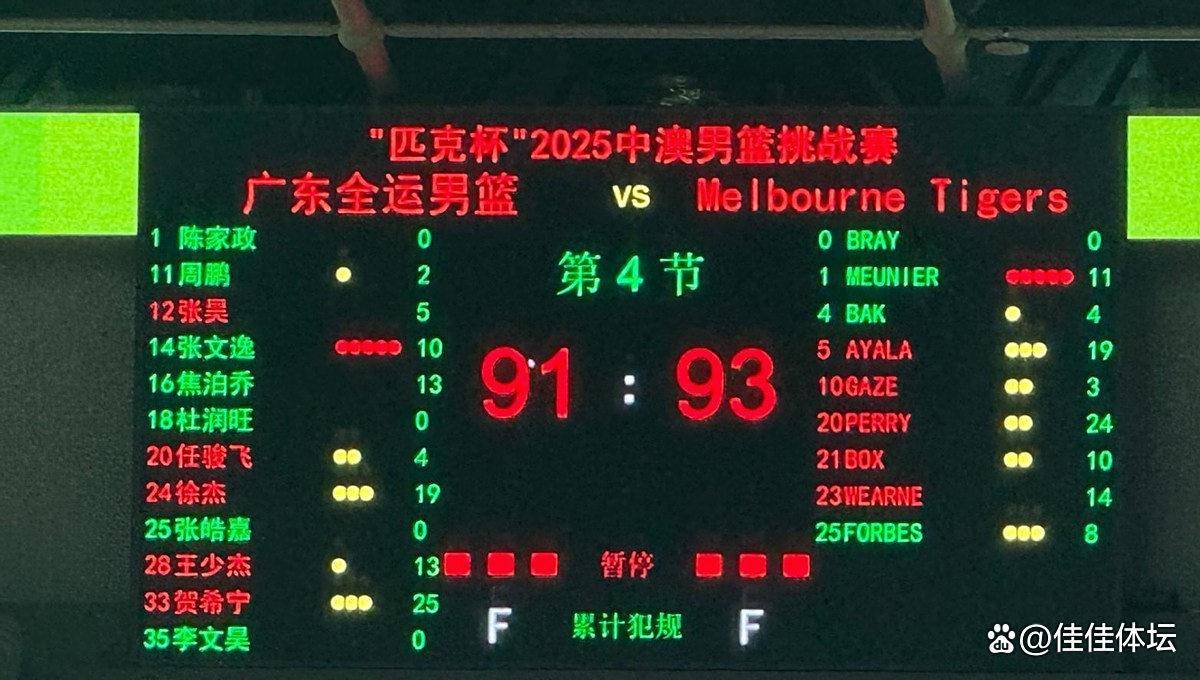 "匹克杯"2025中澳男篮挑战赛
广东全运男篮 VS Melbourne Tigers
1 陈家政 0
11 周鹏 2
12 张昊 5
14 张文逸 10
16 焦泊乔 13
18 杜润旺 0
20 任骏飞 4
24 徐杰 19
25 张皓嘉 0
28 王少杰 13
33 贺希宁 25
35 李文昊 0
第 4 节
91 : 93
暂停
F 累计犯规 F
0 BRAY 0
1 MEUNIER 11
4 BAK 4
5 AYALA 19
10 GAZE 3
20 PERRY 24
21 BOX 10
23 WEARNE 14
25 FORBES 8
du @佳佳体坛